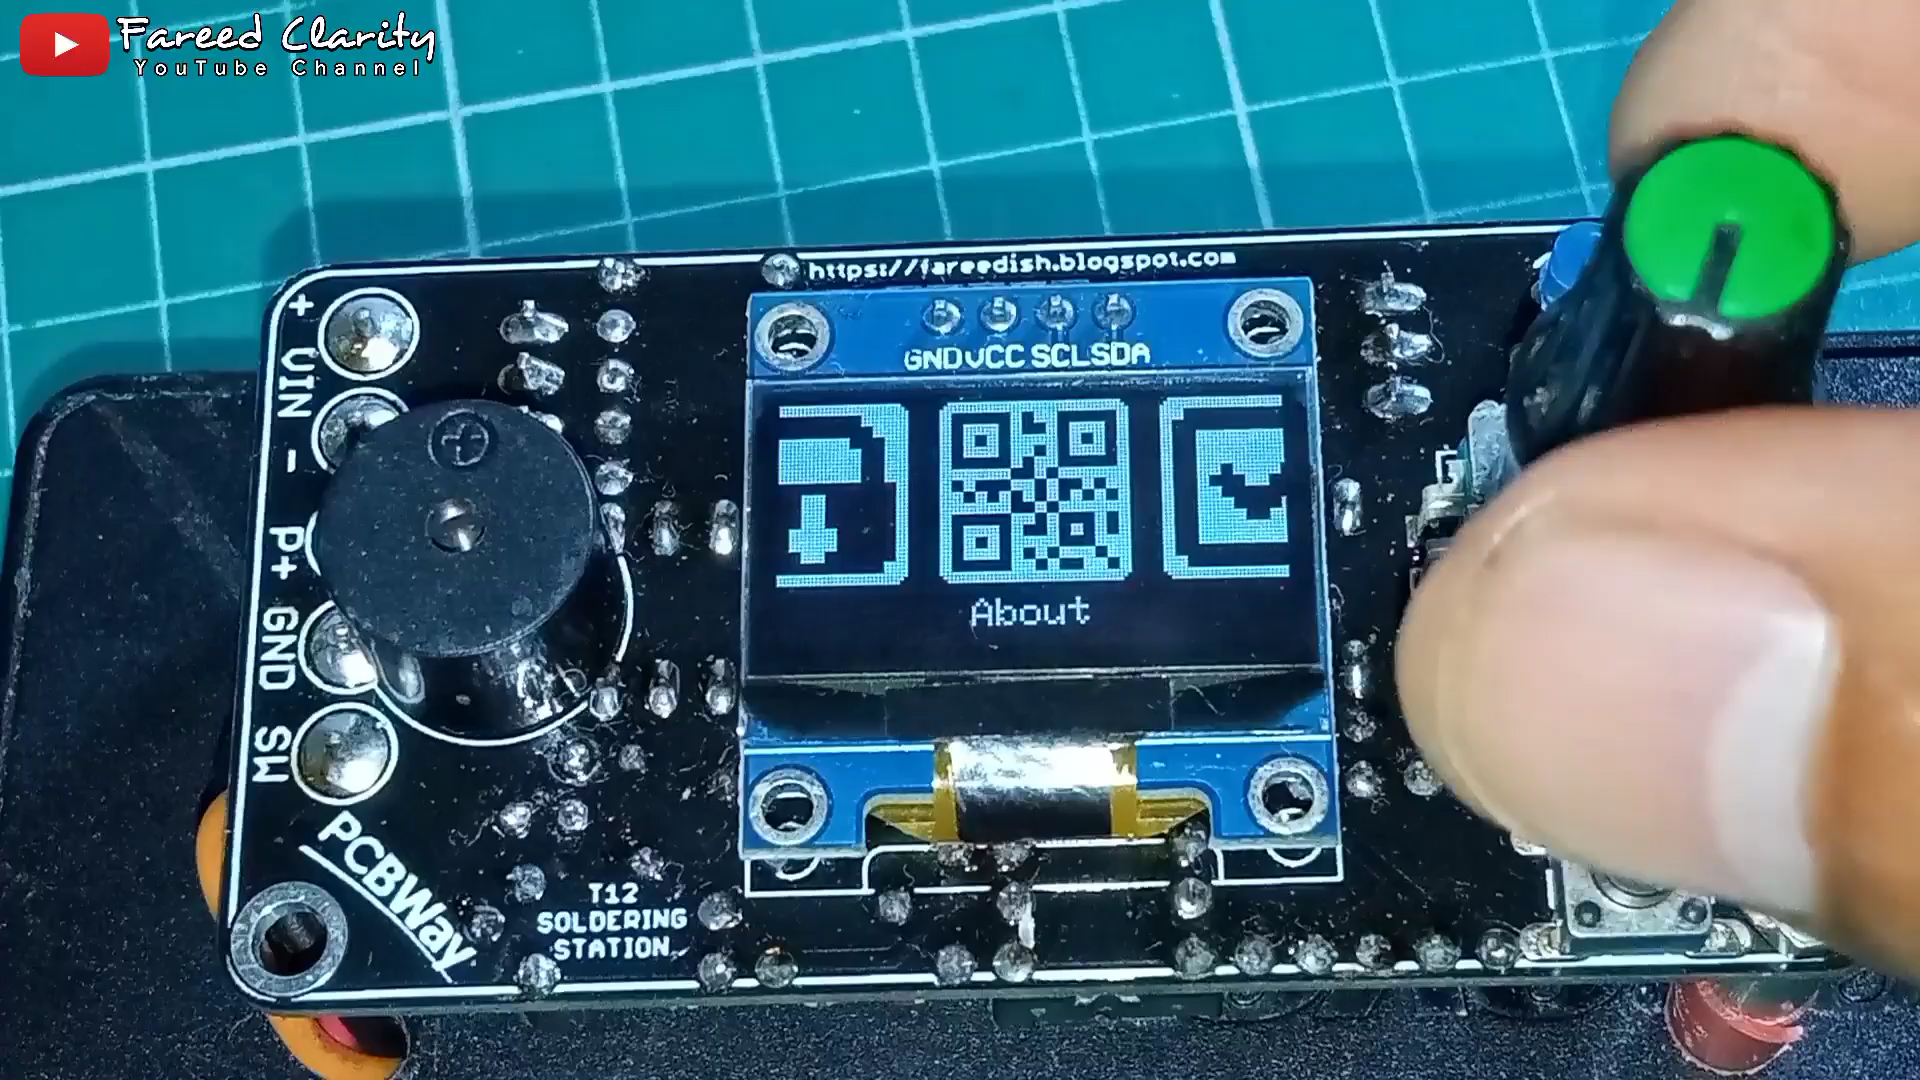 Fareed Clarity
YouTube Channel
https://fareedish.blogspot.com
+
VIN
-
P+
GND
SW
GND VCC SCL SDA
About
PCBWay
T12
SOLDERING
STATION